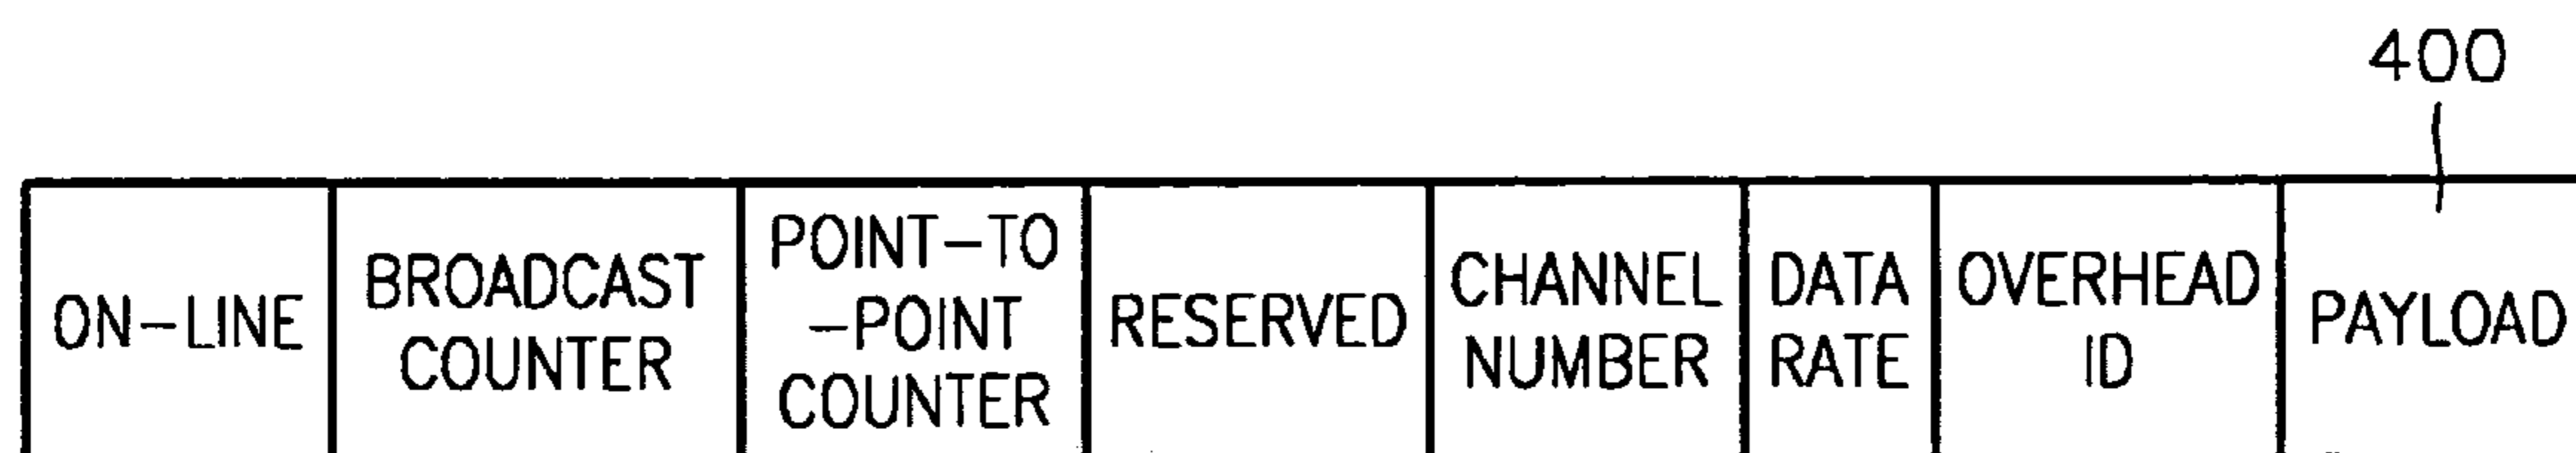 400
ON-LINE
BROADCAST
COUNTER
POINT-TO
-POINT
COUNTER
RESERVED
CHANNEL
NUMBER
DATA
RATE
OVERHEAD
ID
PAYLOAD